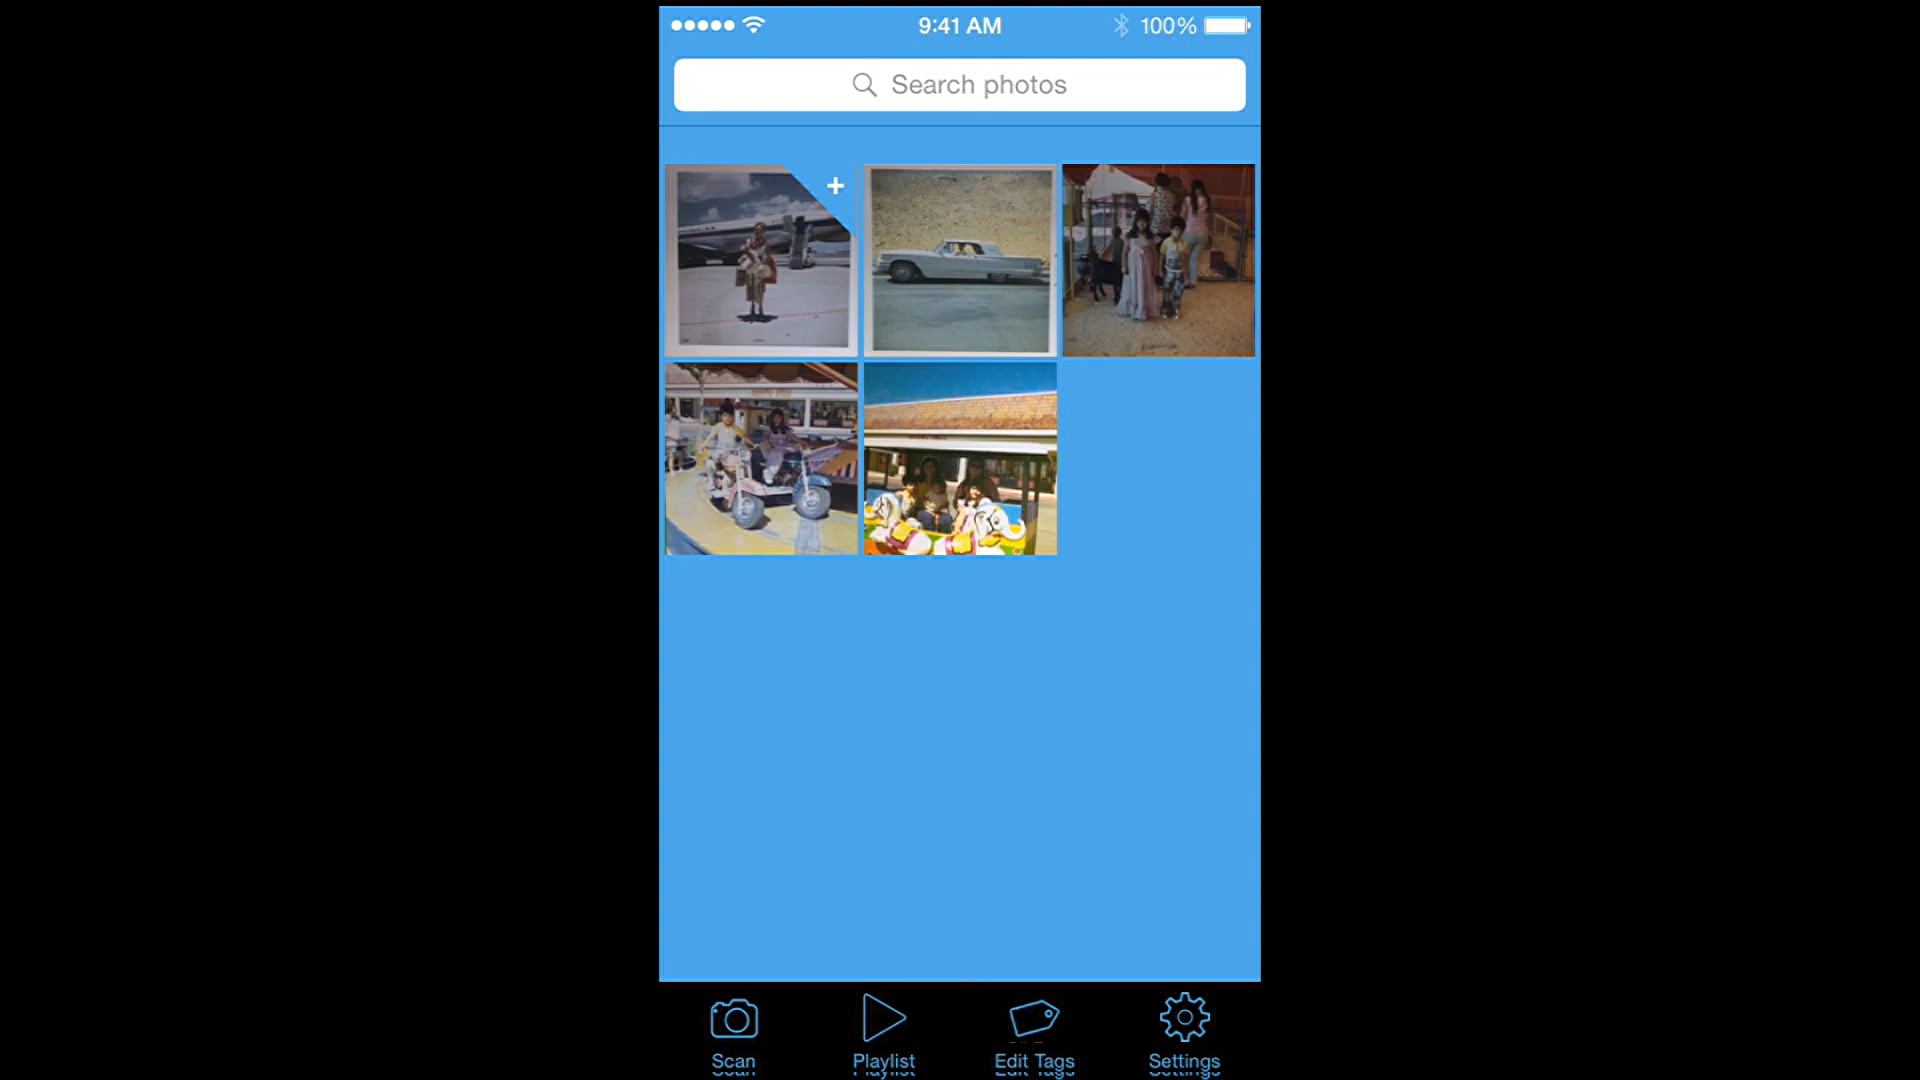 9:41 AM
100%
Search photos
+
Scan
Playlist
Edit Tags
Settings